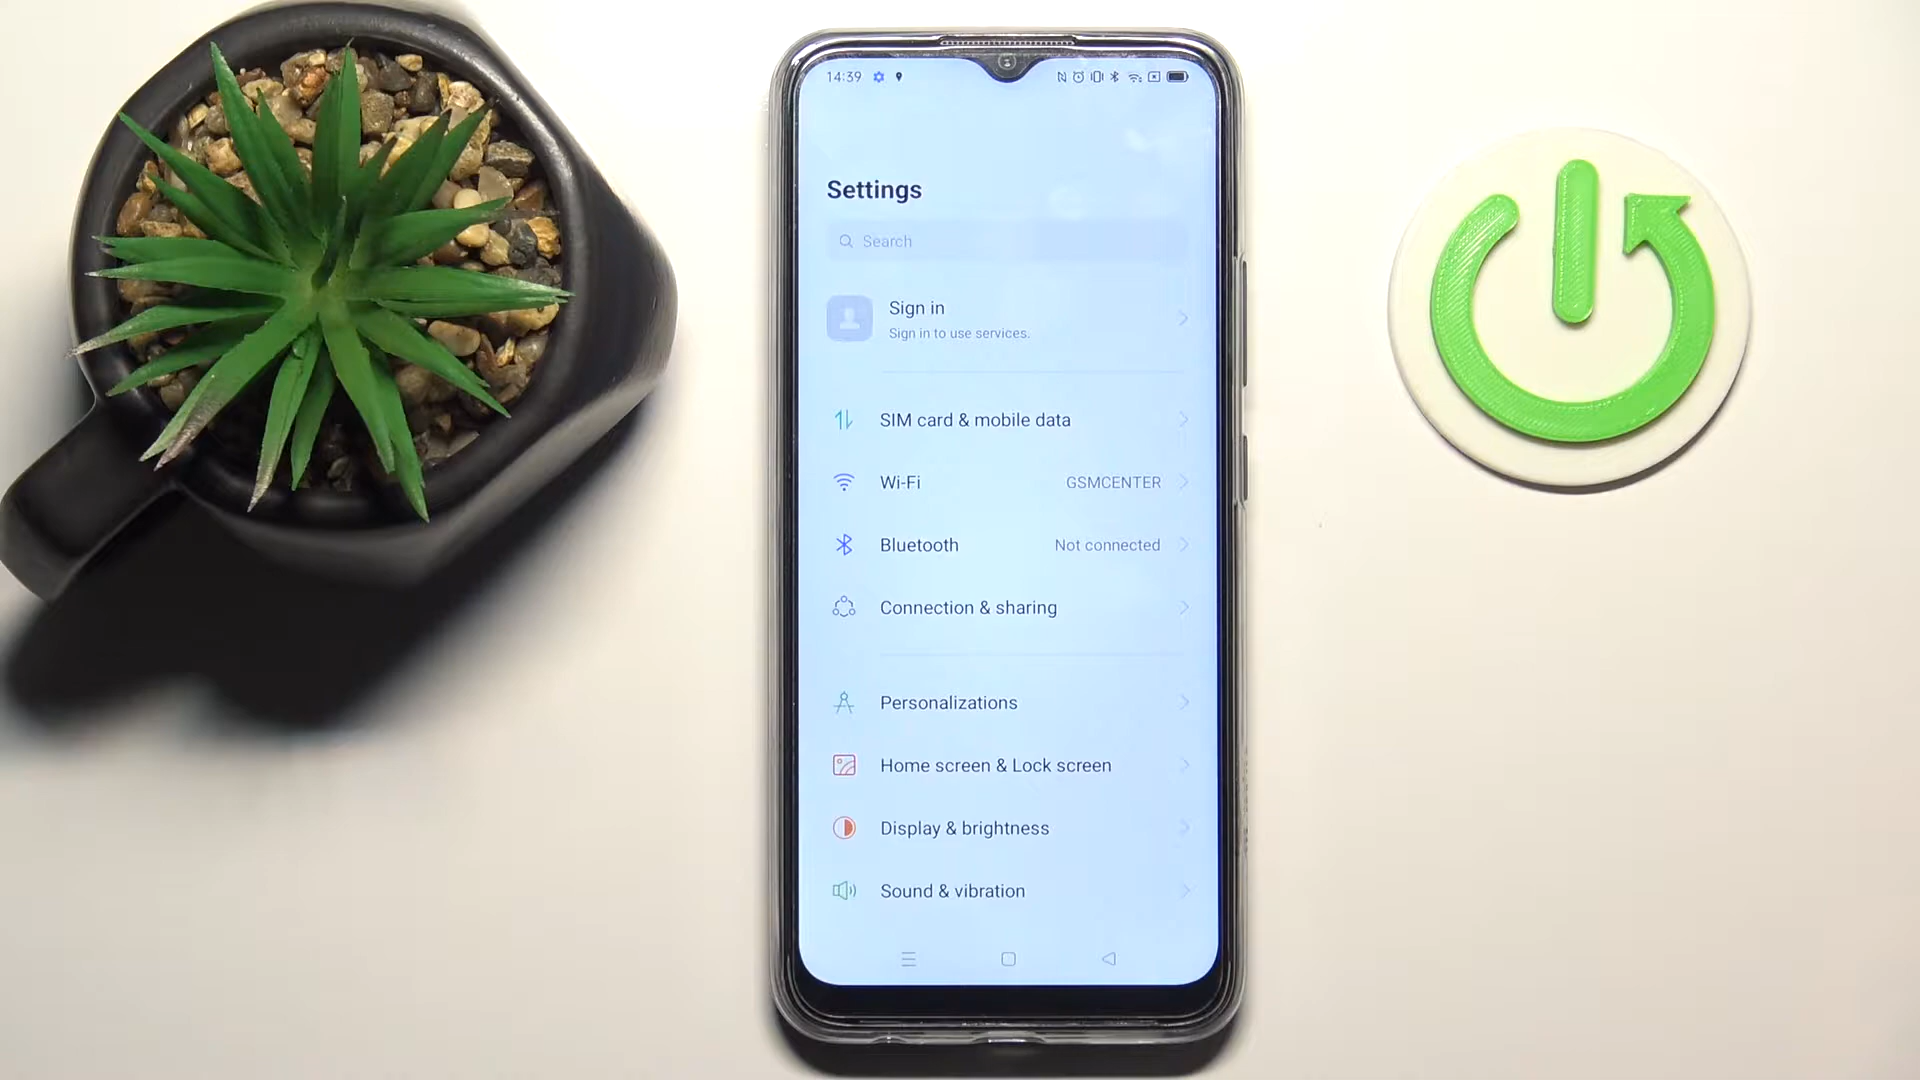 14:39
Settings
Search
Sign in
Sign in to use services.
SIM card & mobile data
Wi-Fi GSMCENTER
Bluetooth Not connected
Connection & sharing
Personalizations
Home screen & Lock screen
Display & brightness
Sound & vibration